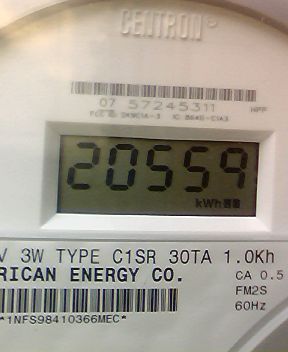 CENTRON
07 57245311
20559
kWh
V 3W TYPE C1SR 30TA 1.0Kh
RICAN ENERGY CO.
CA 0.5
FM2S
60Hz
*1NFS98410366MEC*